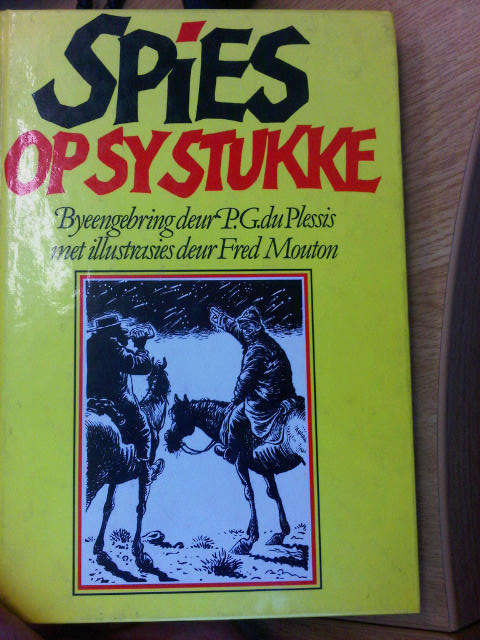 SPiES
OP SY STUKKE
Byeengebring deur P.G. du Plessis
met illustrasies deur Fred Mouton